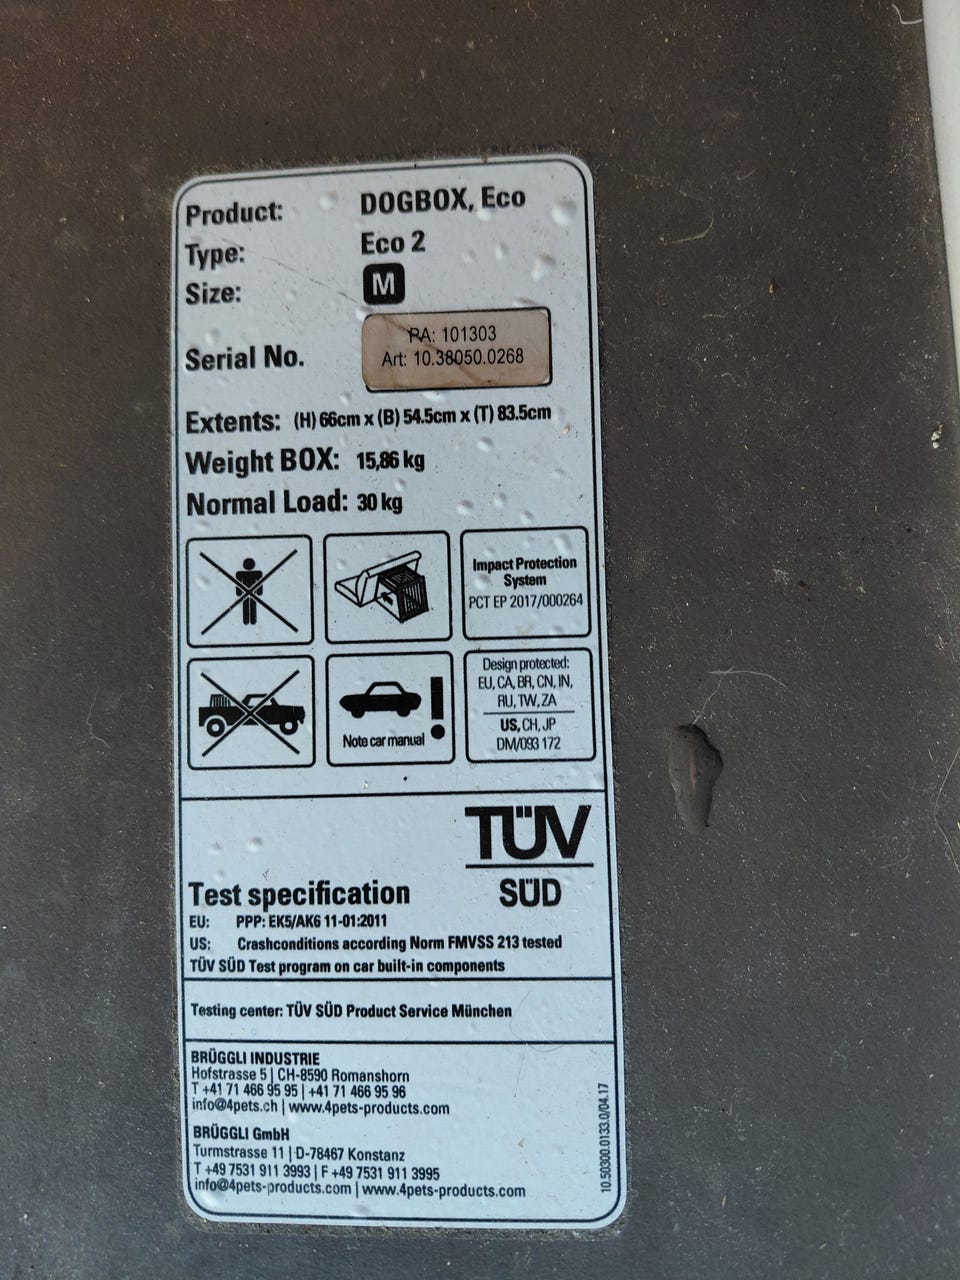 Product: DOGBOX, Eco
Type: Eco 2
Size: M
Serial No.
RA: 101303
Art: 10.38050.0268
Extents: (H) 66cm x (B) 54.5cm x (T) 83.5cm
Weight BOX: 15,86 kg
Normal Load: 30 kg
Impact Protection
System
PCT EP 2017/000264
Note car manual
Design protected:
EU, CA, BR, CN, IN,
RU, TW, ZA
US, CH, JP
DM/093 172
TÜV
SÜD
Test specification
EU: PPP: EK5/AK6 11-01:2011
US: Crashconditions according Norm FMVSS 213 tested
TÜV SÜD Test program on car built-in components
Testing center: TÜV SÜD Product Service München
BRÜGGLI INDUSTRIE
Hofstrasse 5 | CH-8590 Romanshorn
T +41 71 466 95 95 | +41 71 466 95 96
info@4pets.ch | www.4pets-products.com
BRÜGGLI GmbH
Turmstrasse 11 | D-78467 Konstanz
T +49 7531 911 3993 | F +49 7531 911 3995
info@4pets-products.com | www.4pets-products.com
10.50300.0133.0/04.17